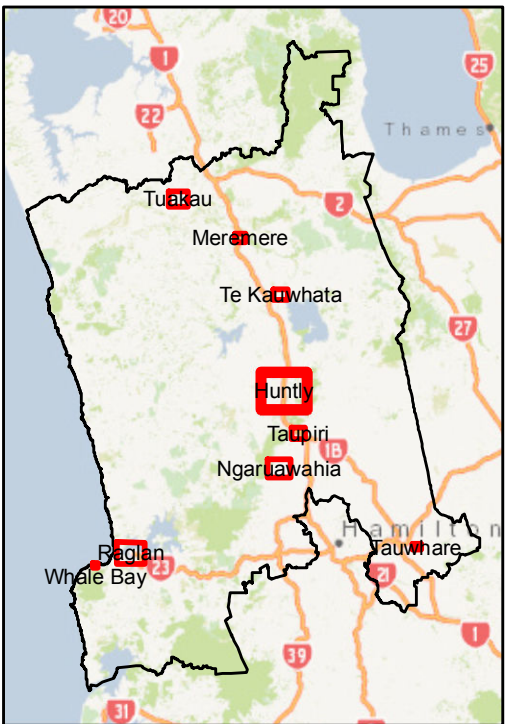 20
1
25
22
Thames
Tuakau
2
Meremere
Te Kauwhata
27
Huntly
Taupiri
1B
Ngaruawahia
Hamilton
Tauwhare
Raglan
23
Whale Bay
21
1
39
31